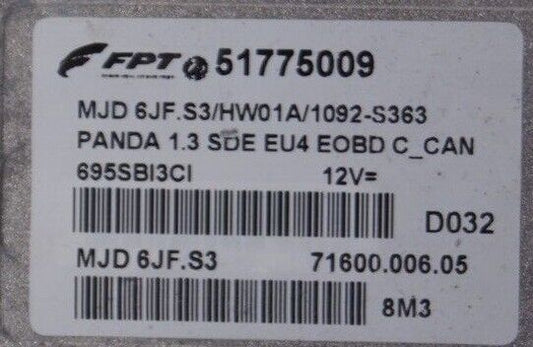 FPT 51775009
MJD 6JF.S3/HW01A/1092-S363
PANDA 1.3 SDE EU4 EOBD C_CAN
695SBI3CI 12V=
D032
MJD 6JF.S3 71600.006.05
8M3